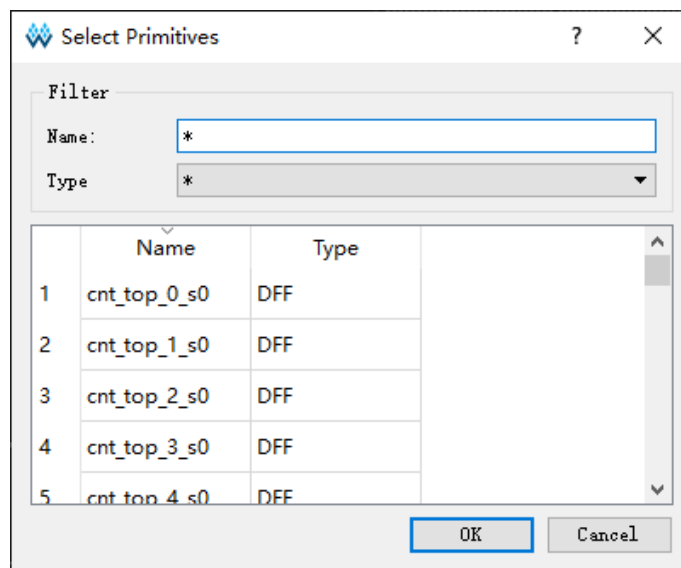 Select Primitives ? ×
Filter
Name: *
Type *
Name Type
1 cnt_top_0_s0 DFF
2 cnt_top_1_s0 DFF
3 cnt_top_2_s0 DFF
4 cnt_top_3_s0 DFF
5 cnt_top_4_s0 DFF
OK Cancel